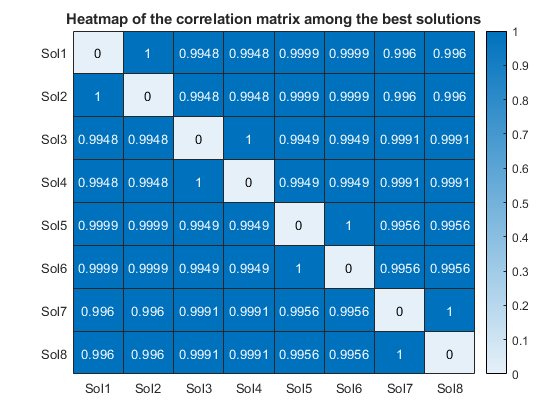 Heatmap of the correlation matrix among the best solutions
Sol1 0 1 0.9948 0.9948 0.9999 0.9999 0.996 0.996
Sol2 1 0 0.9948 0.9948 0.9999 0.9999 0.996 0.996
Sol3 0.9948 0.9948 0 1 0.9949 0.9949 0.9991 0.9991
Sol4 0.9948 0.9948 1 0 0.9949 0.9949 0.9991 0.9991
Sol5 0.9999 0.9999 0.9949 0.9949 0 1 0.9956 0.9956
Sol6 0.9999 0.9999 0.9949 0.9949 1 0 0.9956 0.9956
Sol7 0.996 0.996 0.9991 0.9991 0.9956 0.9956 0 1
Sol8 0.996 0.996 0.9991 0.9991 0.9956 0.9956 1 0
Sol1 Sol2 Sol3 Sol4 Sol5 Sol6 Sol7 Sol8
1
0.9
0.8
0.7
0.6
0.5
0.4
0.3
0.2
0.1
0